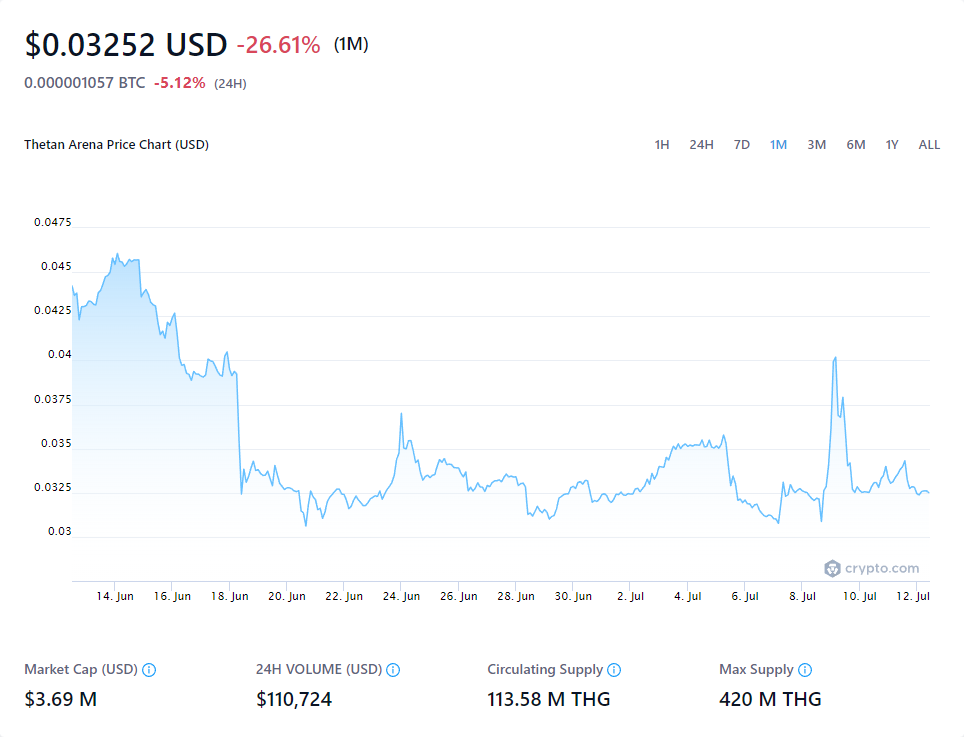 $0.03252 USD -26.61% (1M)
0.000001057 BTC -5.12% (24H)
Thetan Arena Price Chart (USD) 1H 24H 7D 1M 3M 6M 1Y ALL
0.0475
0.045
0.0425
0.04
0.0375
0.035
0.0325
0.03
crypto.com
14. Jun 16. Jun 18. Jun 20. Jun 22. Jun 24. Jun 26. Jun 28. Jun 30. Jun 2. Jul 4. Jul 6. Jul 8. Jul 10. Jul 12. Jul
Market Cap (USD) 24H VOLUME (USD) Circulating Supply Max Supply
$3.69 M $110,724 113.58 M THG 420 M THG